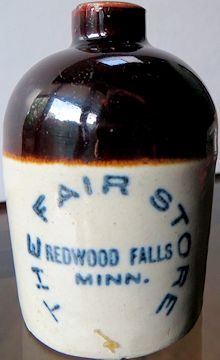 THE FAIR STORE
REDWOOD FALLS
MINN.